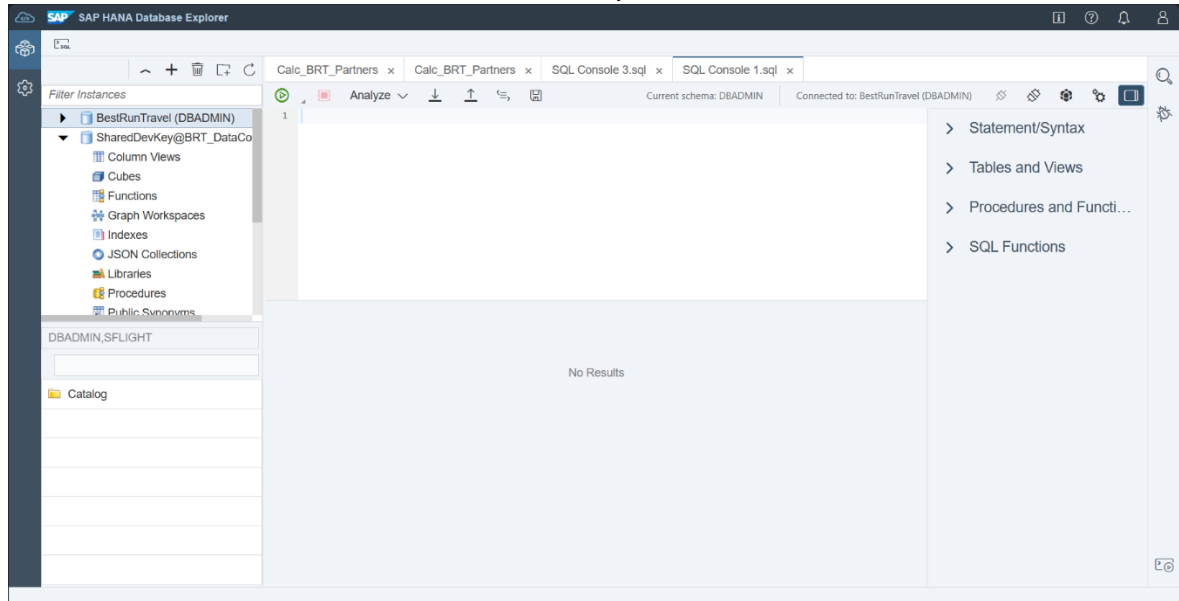 SAP SAP HANA Database Explorer
SQL
Calc_BRT_Partners x Calc_BRT_Partners x SQL Console 3.sql x SQL Console 1.sql x
Filter Instances
Analyze
Current schema: DBADMIN
Connected to: BestRunTravel (DBADMIN)
BestRunTravel (DBADMIN)
SharedDevKey@BRT_DataCo
Column Views
Cubes
Functions
Graph Workspaces
Indexes
JSON Collections
Libraries
Procedures
Public Synonyms
1
Statement/Syntax
Tables and Views
Procedures and Functi...
SQL Functions
DBADMIN,SFLIGHT
Catalog
No Results